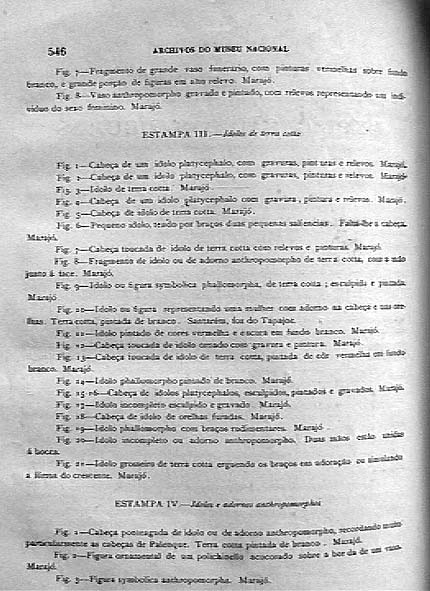 546 ARCHIVOS DO MUSEU NACIONAL
Fig. 7—Fragmento de grande vaso funerario, com pinturas vermelhas sobre fundo
branco, e grande porção de figuras em alto relevo. Marajó.
Fig. 8—Vaso anthropomorpho gravado e pintado, com relevos representando um indi-
viduo do sexo feminino. Marajó.
ESTAMPA III.—Idolos de terra cotta
Fig. 1—Cabeça de um idolo platycephalo, com gravuras, pinturas e relevos. Marajó.
Fig. 2—Cabeça de um idolo platycephalo, com gravuras, pinturas e relevos. Marajó.
Fig. 3—Idolo de terra cotta. Marajó.
Fig. 4—Cabeça de um idolo platycephalo com gravura, pintura e relevo. Marajó.
Fig. 5—Cabeça de idolo de terra cotta. Marajó.
Fig. 6—Pequeno idolo, tendo por braços duas pequenas saliencias. Falta-lhe a cabeça.
Marajó.
Fig. 7—Cabeça toucada de idolo de terra cotta com relevos e pinturas. Marajó.
Fig. 8—Fragmento de idolo ou de adorno anthropomorpho de terra cotta, com a mão
junto á face. Marajó.
Fig. 9—Idolo ou figura symbolica phallomorpha, de terra cotta; esculpida e pintada.
Marajó
Fig. 10—Idolo ou figura representando uma mulher com adorno na cabeça e nas ore-
lhas. Terra cotta, pintada de branco. Santarém, foz do Tapajoz.
Fig. 11—Idolo pintado de cores vermelha e escura em fundo branco. Marajó.
Fig. 12—Cabeça toucada de idolo ornado com gravura e pintura. Marajó.
Fig. 13—Cabeça toucada de idolo de terra cotta, pintada de côr vermelha em fundo
branco. Marajó.
Fig. 14—Idolo phallomorpho pintado de branco. Marajó.
Fig. 15-16—Cabeça de idolos platycephalos, esculpidos, pintados e gravados. Marajó.
Fig. 17—Idolo incompleto esculpido e gravado. Marajó.
Fig. 18—Cabeça de idolo de orelhas furadas. Marajó.
Fig. 19—Idolo phallomorpho com braços rudimentares. Marajó
Fig. 20—Idolo incompleto ou adorno anthropomorpho. Duas mãos estão unidas
á bocca.
Fig. 21—Idolo grosseiro de terra cotta erguendo os braços em adoração ou simulando
a fórma do crescente. Marajó.
ESTAMPA IV.—Idolos e adornos anthropomorphos
Fig. 1—Cabeça ponteaguda de idolo ou de adorno anthropomorpho, recordando muito
particularmente as cabeças de Palenque. Terra cotta pintada de branco. Marajó.
Fig. 2—Figura ornamental de um polichinello acocorado sobre a borda de um vaso.
Marajó.
Fig. 3—Figura symbolica anthropomorpha. Marajó.